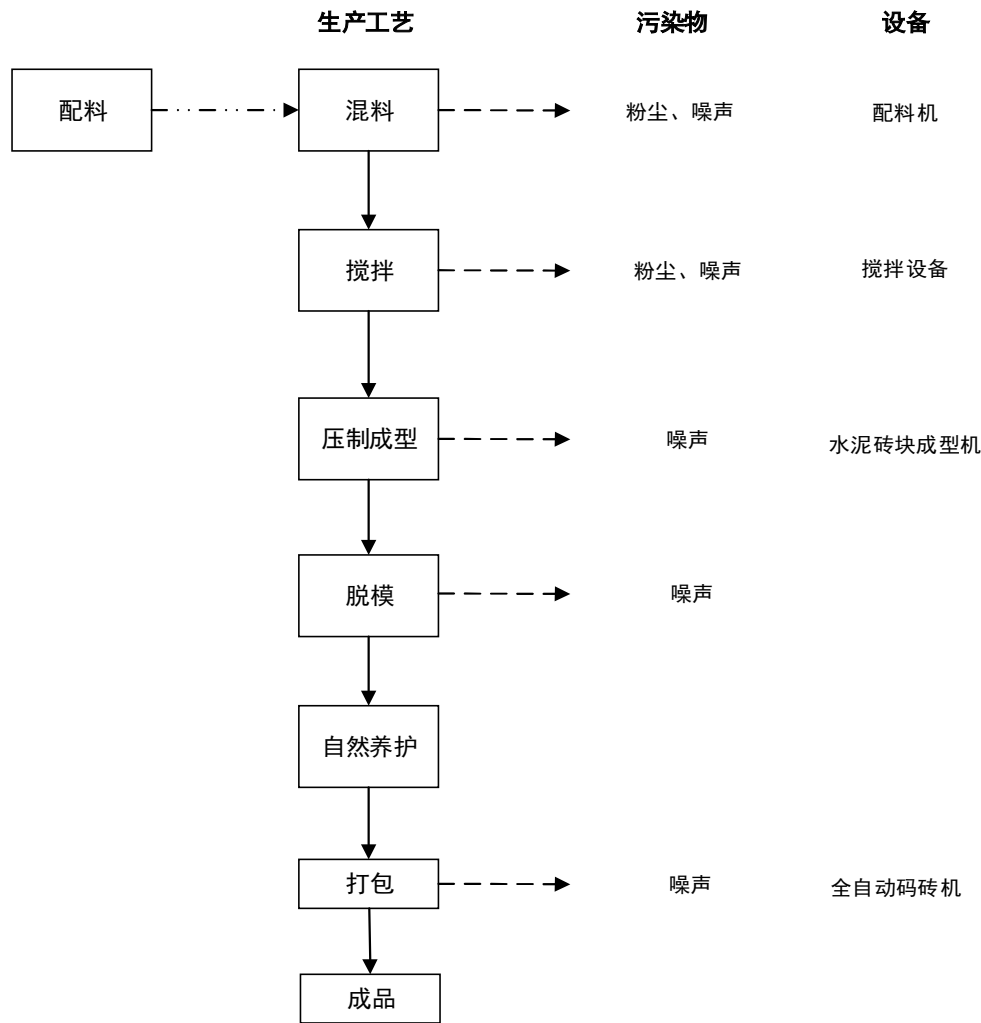 生产工艺 污染物 设备
配料 混料 粉尘、噪声 配料机
搅拌 粉尘、噪声 搅拌设备
压制成型 噪声 水泥砖块成型机
脱模 噪声
自然养护
打包 噪声 全自动码砖机
成品